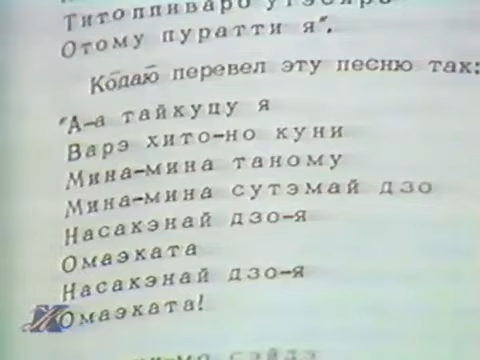 Отому пуратти я".
Кōдаю̄ перевел эту песню так:
"А-а тайкуцу я
Варэ хито-но куни
Мина-мина таному
Мина-мина сутэмай дзо
Насакэнай дзо-я
Омаэката
Насакэнай дзо-я
Омаэката!